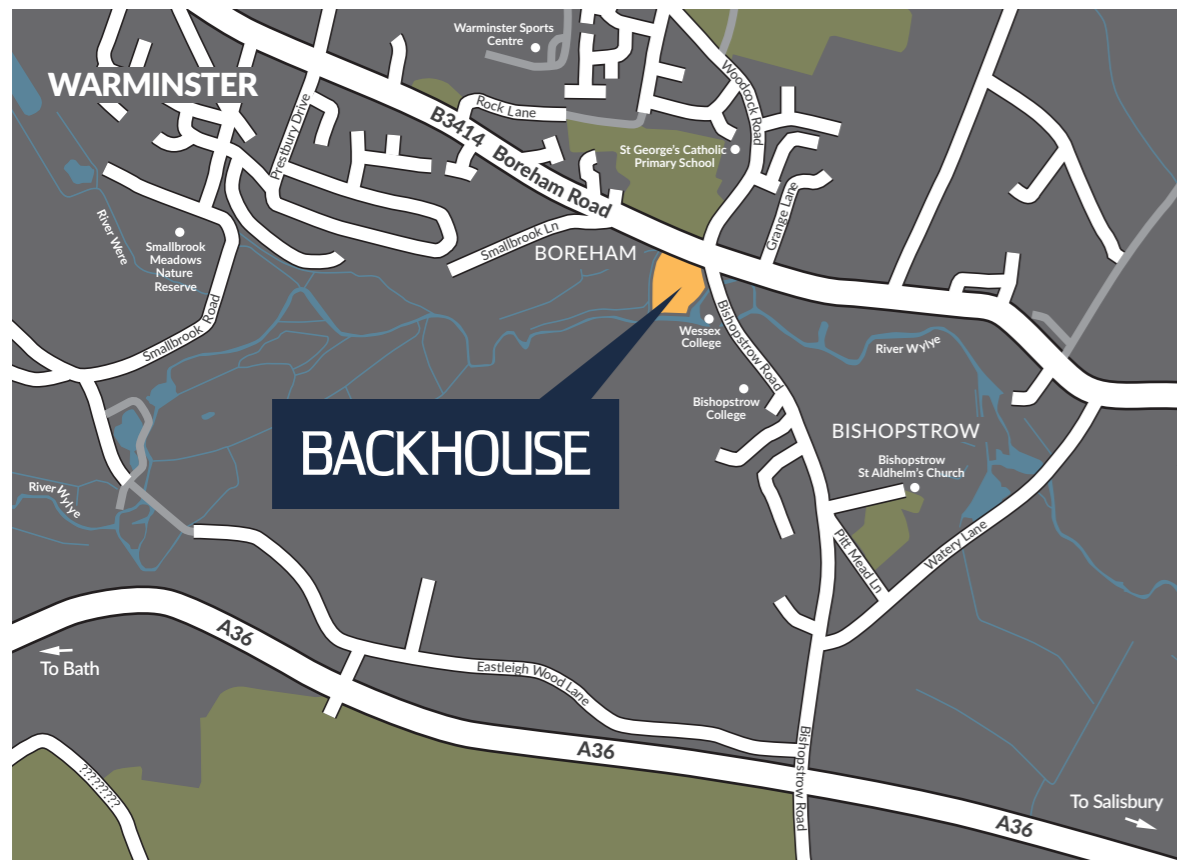 Warminster Sports
Centre
WARMINSTER
Woodcock Road
Rock Lane
Prestbury Drive
B3414 Boreham Road
St George's Catholic
Primary School
Grange Lane
River Were
Smallbrook
Meadows
Nature
Reserve
Smallbrook Ln
BOREHAM
Smallbrook Road
Bishopstrow Road
Wessex
College
River Wylye
Bishopstrow
College
BACKHOUSE
BISHOPSTROW
Bishopstrow
St Aldhelm's Church
River Wylye
Pitt Mead Ln
Watery Lane
A36
To Bath
Eastleigh Wood Lane
A36
Bishopstrow Road
?????????
To Salisbury
A36